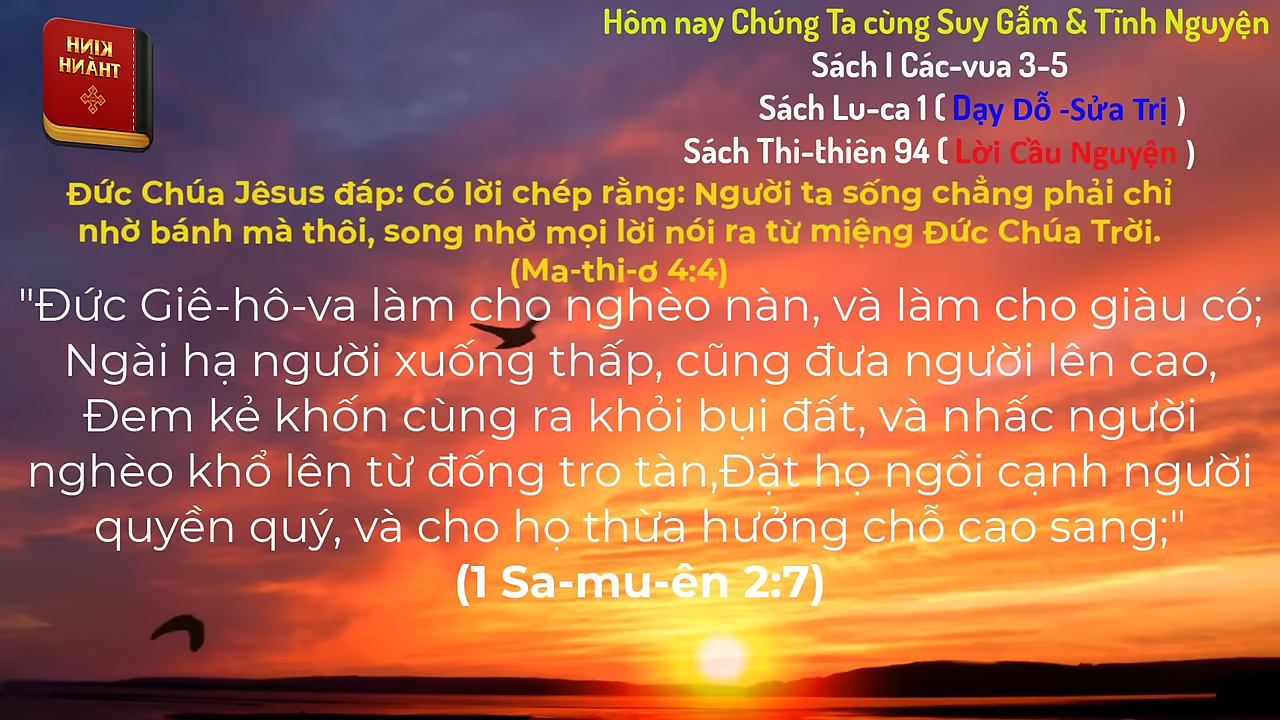 KINH
THÀNH
Hôm nay Chúng Ta cùng Suy Gẫm & Tĩnh Nguyện
Sách I Các-vua 3-5
Sách Lu-ca 1 ( Dạy Dỗ -Sửa Trị )
Sách Thi-thiên 94 ( Lời Cầu Nguyện )
Đức Chúa Jêsus đáp: Có lời chép rằng: Người ta sống chẳng phải chỉ
nhờ bánh mà thôi, song nhờ mọi lời nói ra từ miệng Đức Chúa Trời.
(Ma-thi-ơ 4:4)
"Đức Giê-hô-va làm cho nghèo nàn, và làm cho giàu có;
Ngài hạ người xuống thấp, cũng đưa người lên cao,
Đem kẻ khốn cùng ra khỏi bụi đất, và nhấc người
nghèo khổ lên từ đống tro tàn,Đặt họ ngồi cạnh người
quyền quý, và cho họ thừa hưởng chỗ cao sang;"
(1 Sa-mu-ên 2:7)